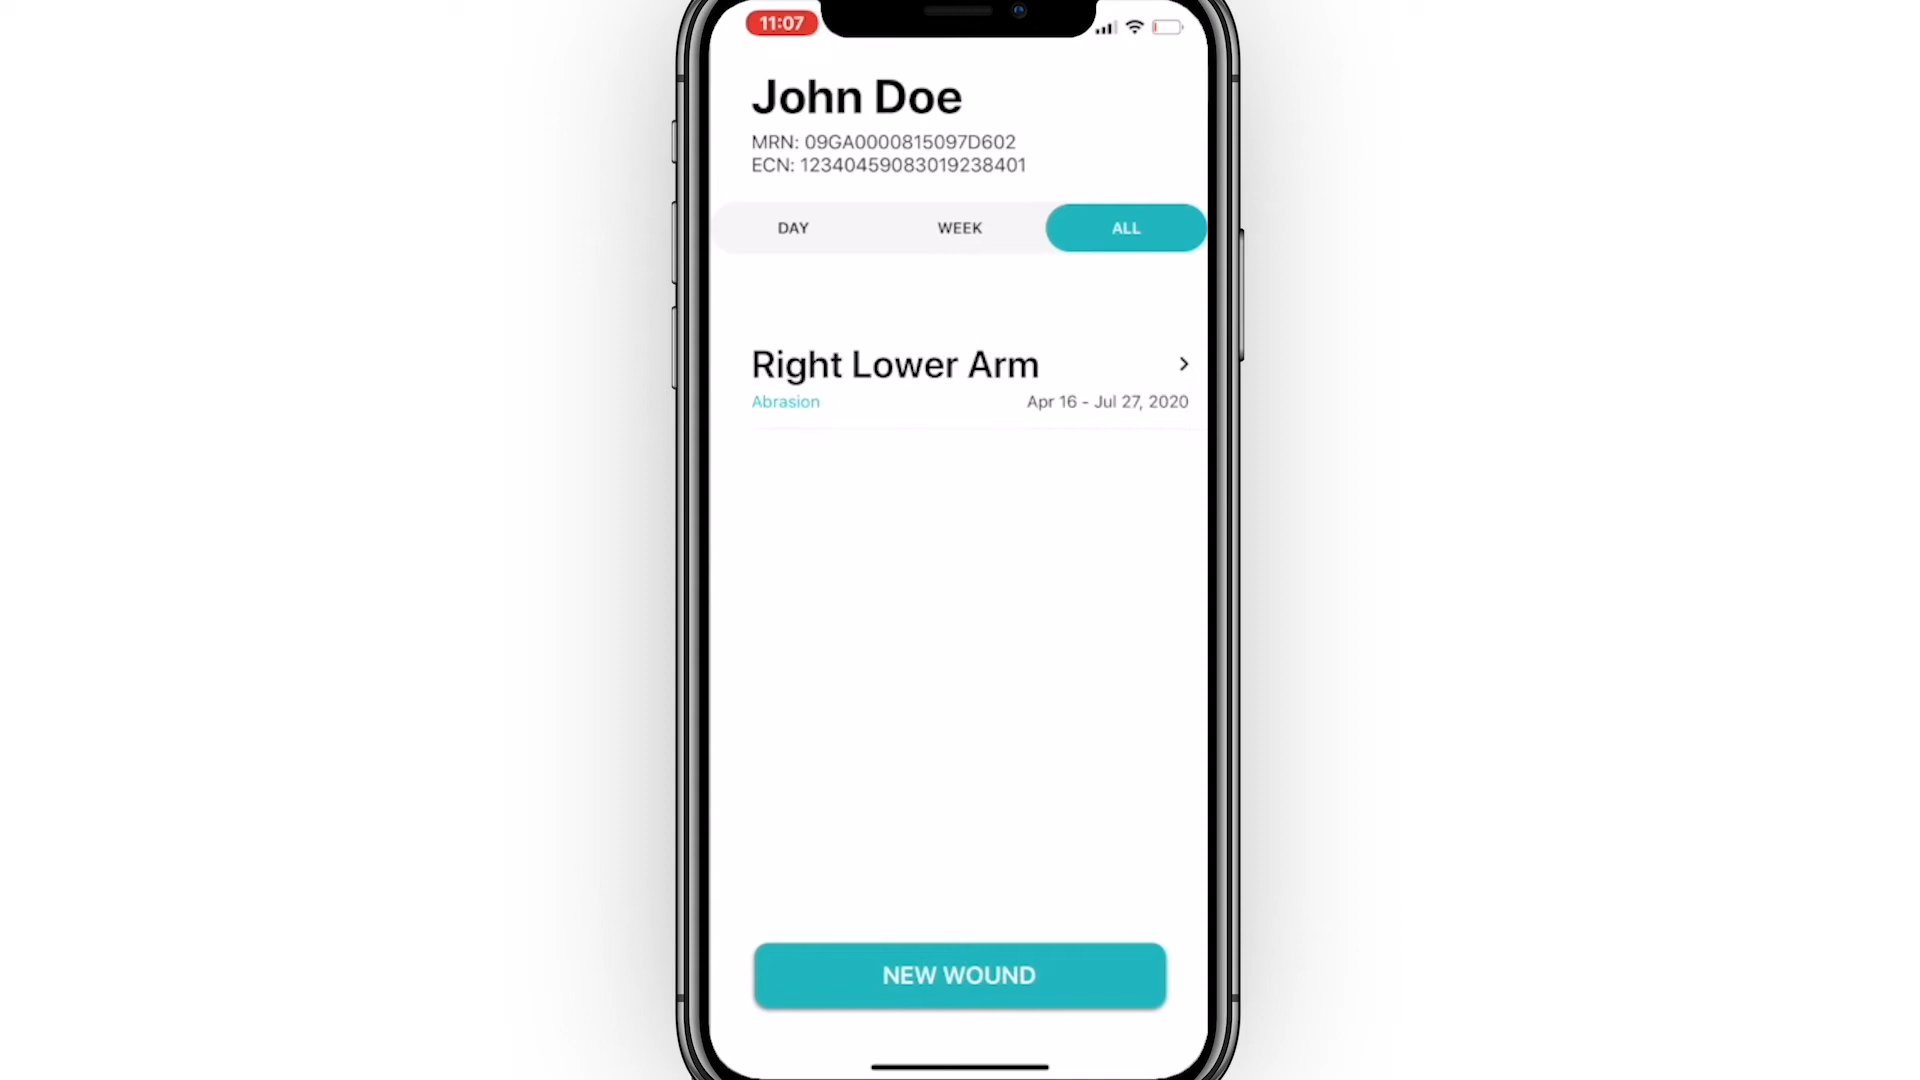 11:07
John Doe
MRN: 09GA0000815097D602
ECN: 12340459083019238401
DAY WEEK ALL
Right Lower Arm
Abrasion Apr 16 - Jul 27, 2020
NEW WOUND